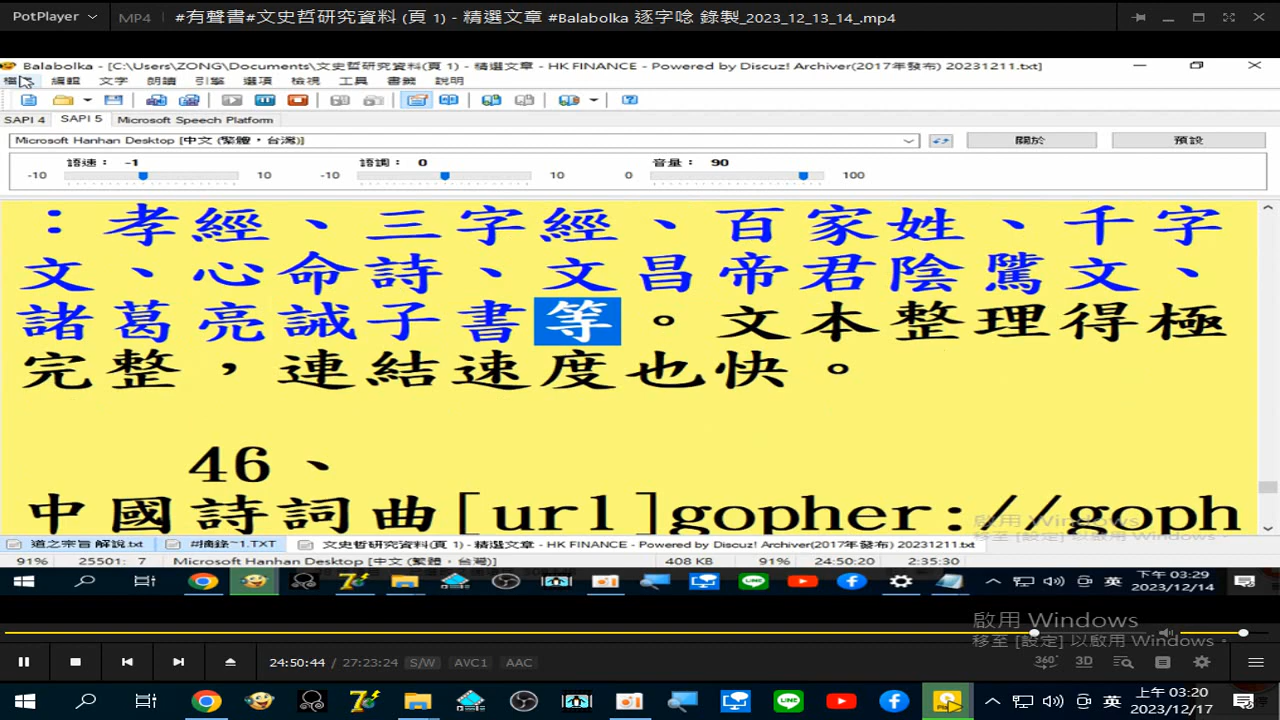 PotPlayer MP4 #有聲書#文史哲研究資料 (頁 1) - 精選文章 #Balabolka 逐字唸 錄製_2023_12_13_14_.mp4
Balabolka - [C:\Users\ZONG\Documents\文史哲研究資料(頁 1) - 精選文章 - HK FINANCE - Powered by Discuz! Archiver(2017年發布) 20231211.txt]
檔案 編輯 文字 朗讀 引擎 選項 檢視 工具 書籤 說明
SAPI 4 SAPI 5 Microsoft Speech Platform
Microsoft Hanhan Desktop [中文 (繁體，台灣)] 關於 預設
語速： -1 語調： 0 音量： 90
-10 10 -10 10 0 100
：孝經、三字經、百家姓、千字
文、心命詩、文昌帝君陰騭文、
諸葛亮誡子書等。文本整理得極
完整，連結速度也快。
46、
中國詩詞曲[url]gopher://goph
啟用 Windows
移至 [設定] 以啟用 Windows。
道之宗旨 解說.txt #摘錄~1.TXT 文史哲研究資料(頁 1) - 精選文章 - HK FINANCE - Powered by Discuz! Archiver(2017年發布) 20231211.txt
91% 25501: 7 Microsoft Hanhan Desktop [中文 (繁體，台灣)] 408 KB 91% 24:50:20 2:35:30
英 下午 03:29
2023/12/14
啟用 Windows
移至 [設定] 以啟用 Windows。
24:50:44 / 27:23:24 S/W AVC1 AAC 360° 3D
英 上午 03:20
2023/12/17